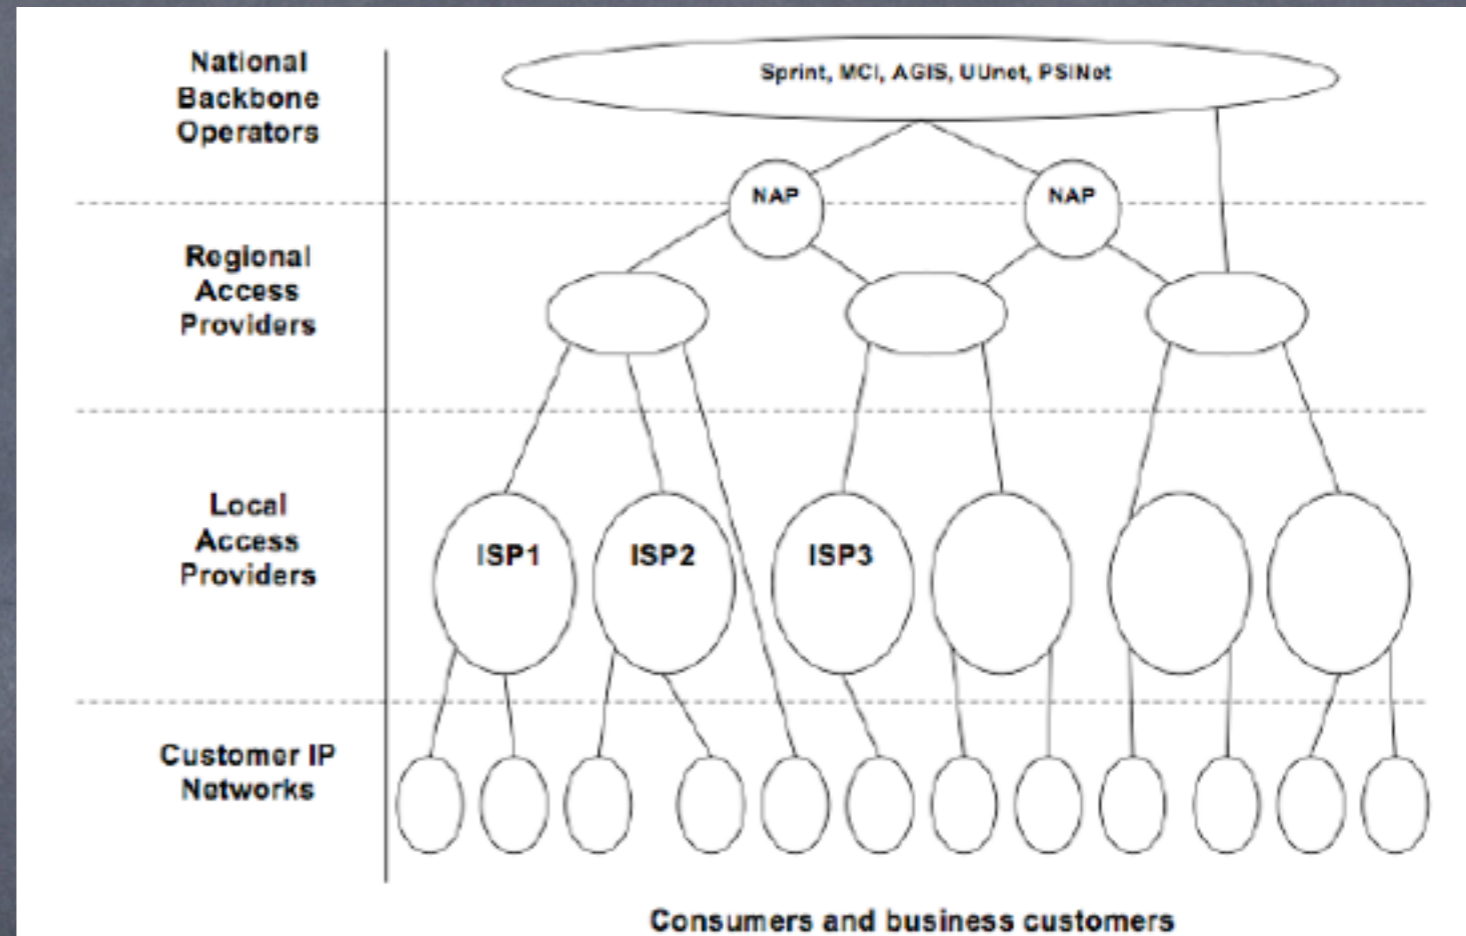 National
Backbone
Operators
Sprint, MCI, AGIS, UUnet, PSINet
NAP
NAP
Regional
Access
Providers
Local
Access
Providers
ISP1
ISP2
ISP3
Customer IP
Networks
Consumers and business customers